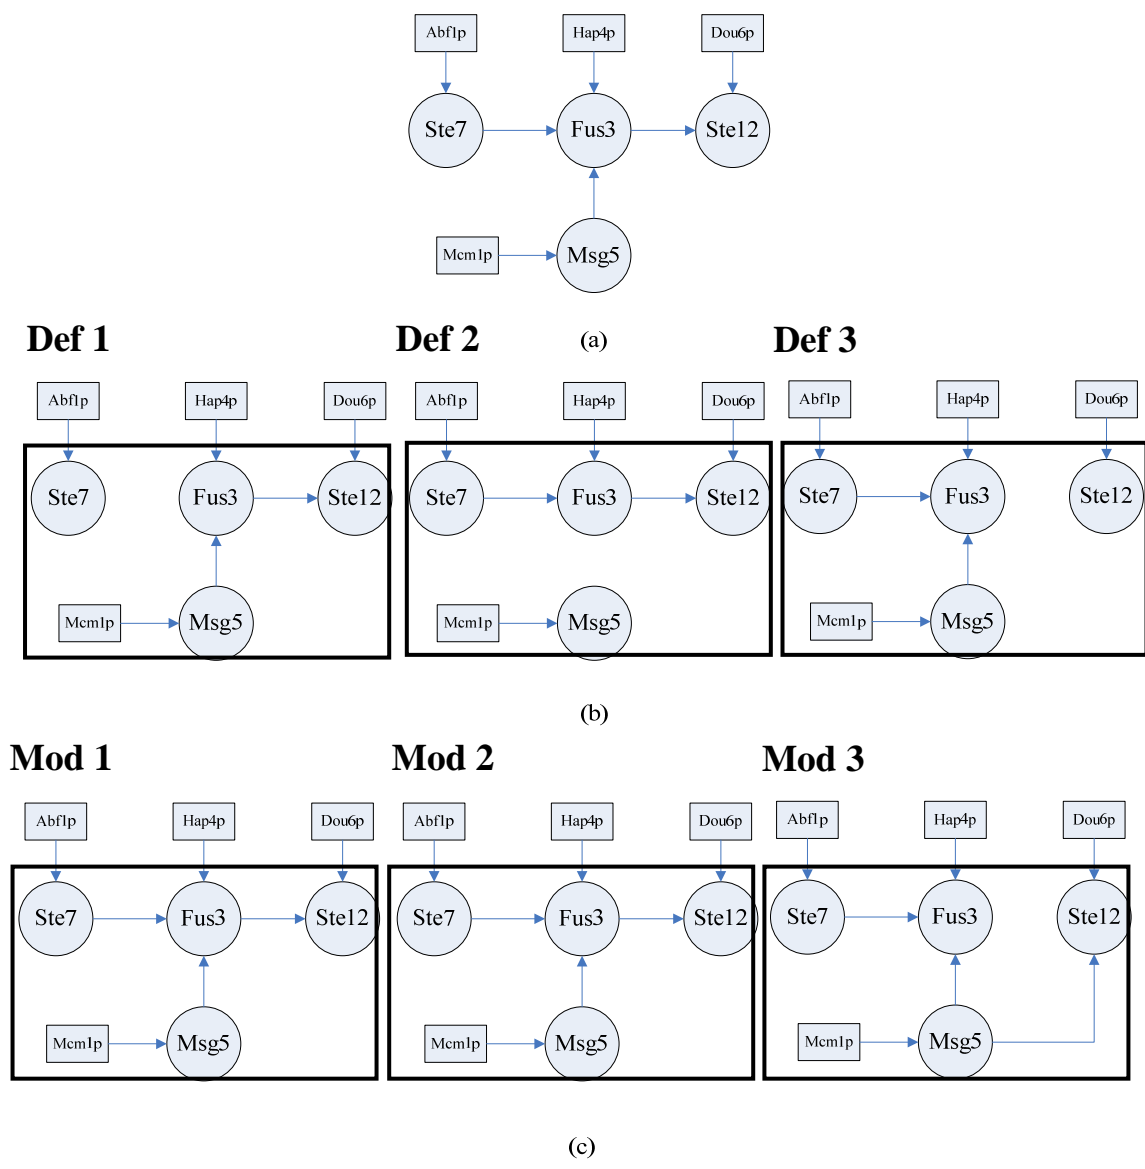 Abf1p Hap4p Dou6p
Ste7 Fus3 Ste12
Mcm1p Msg5
(a)
Def 1 Def 2 Def 3
Abf1p Hap4p Dou6p Abf1p Hap4p Dou6p Abf1p Hap4p Dou6p
Ste7 Fus3 Ste12 Ste7 Fus3 Ste12 Ste7 Fus3 Ste12
Mcm1p Msg5 Mcm1p Msg5 Mcm1p Msg5
(b)
Mod 1 Mod 2 Mod 3
Abf1p Hap4p Dou6p Abf1p Hap4p Dou6p Abf1p Hap4p Dou6p
Ste7 Fus3 Ste12 Ste7 Fus3 Ste12 Ste7 Fus3 Ste12
Mcm1p Msg5 Mcm1p Msg5 Mcm1p Msg5
(c)